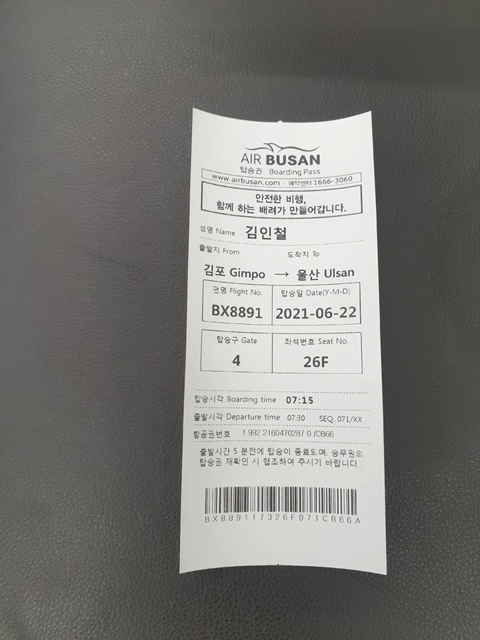 AIR BUSAN
탑승권 Boarding Pass
www.airbusan.com · 예약센터 1666-3060
안전한 비행,
함께 하는 배려가 만들어갑니다.
성명 Name 김인철
출발지 From 도착지 To
김포 Gimpo → 울산 Ulsan
편명 Flight No. 탑승일 Date(Y-M-D)
BX8891 2021-06-22
탑승구 Gate 좌석번호 Seat No.
4 26F
탑승시각 Boarding time 07:15
출발시각 Departure time 07:30 SEQ. 071/XX
항공권번호 1 982 2160470287 0 /CB66
출발시간 5 분전에 탑승이 종료되며, 승무원의
탑승권 재확인 시 협조하여 주시기 바랍니다.
BX889117326F071CB66A